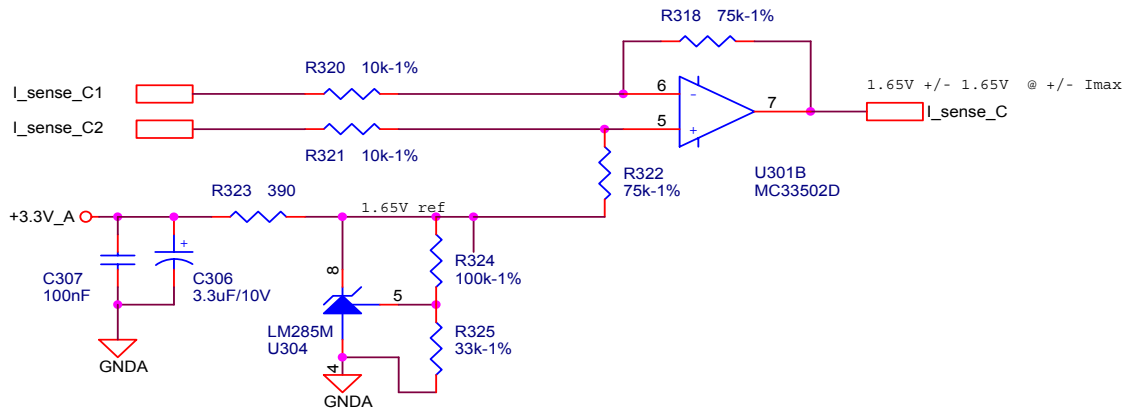 R318 75k-1%
R320 10k-1%
I_sense_C1
6
-
7
1.65V +/- 1.65V @ +/- Imax
I_sense_C
I_sense_C2
5
+
R321 10k-1%
R322
75k-1%
U301B
MC33502D
R323 390
1.65V ref
+3.3V_A
+
C307
100nF
C306
3.3uF/10V
8
R324
100k-1%
5
LM285M
U304
R325
33k-1%
4
GNDA
GNDA